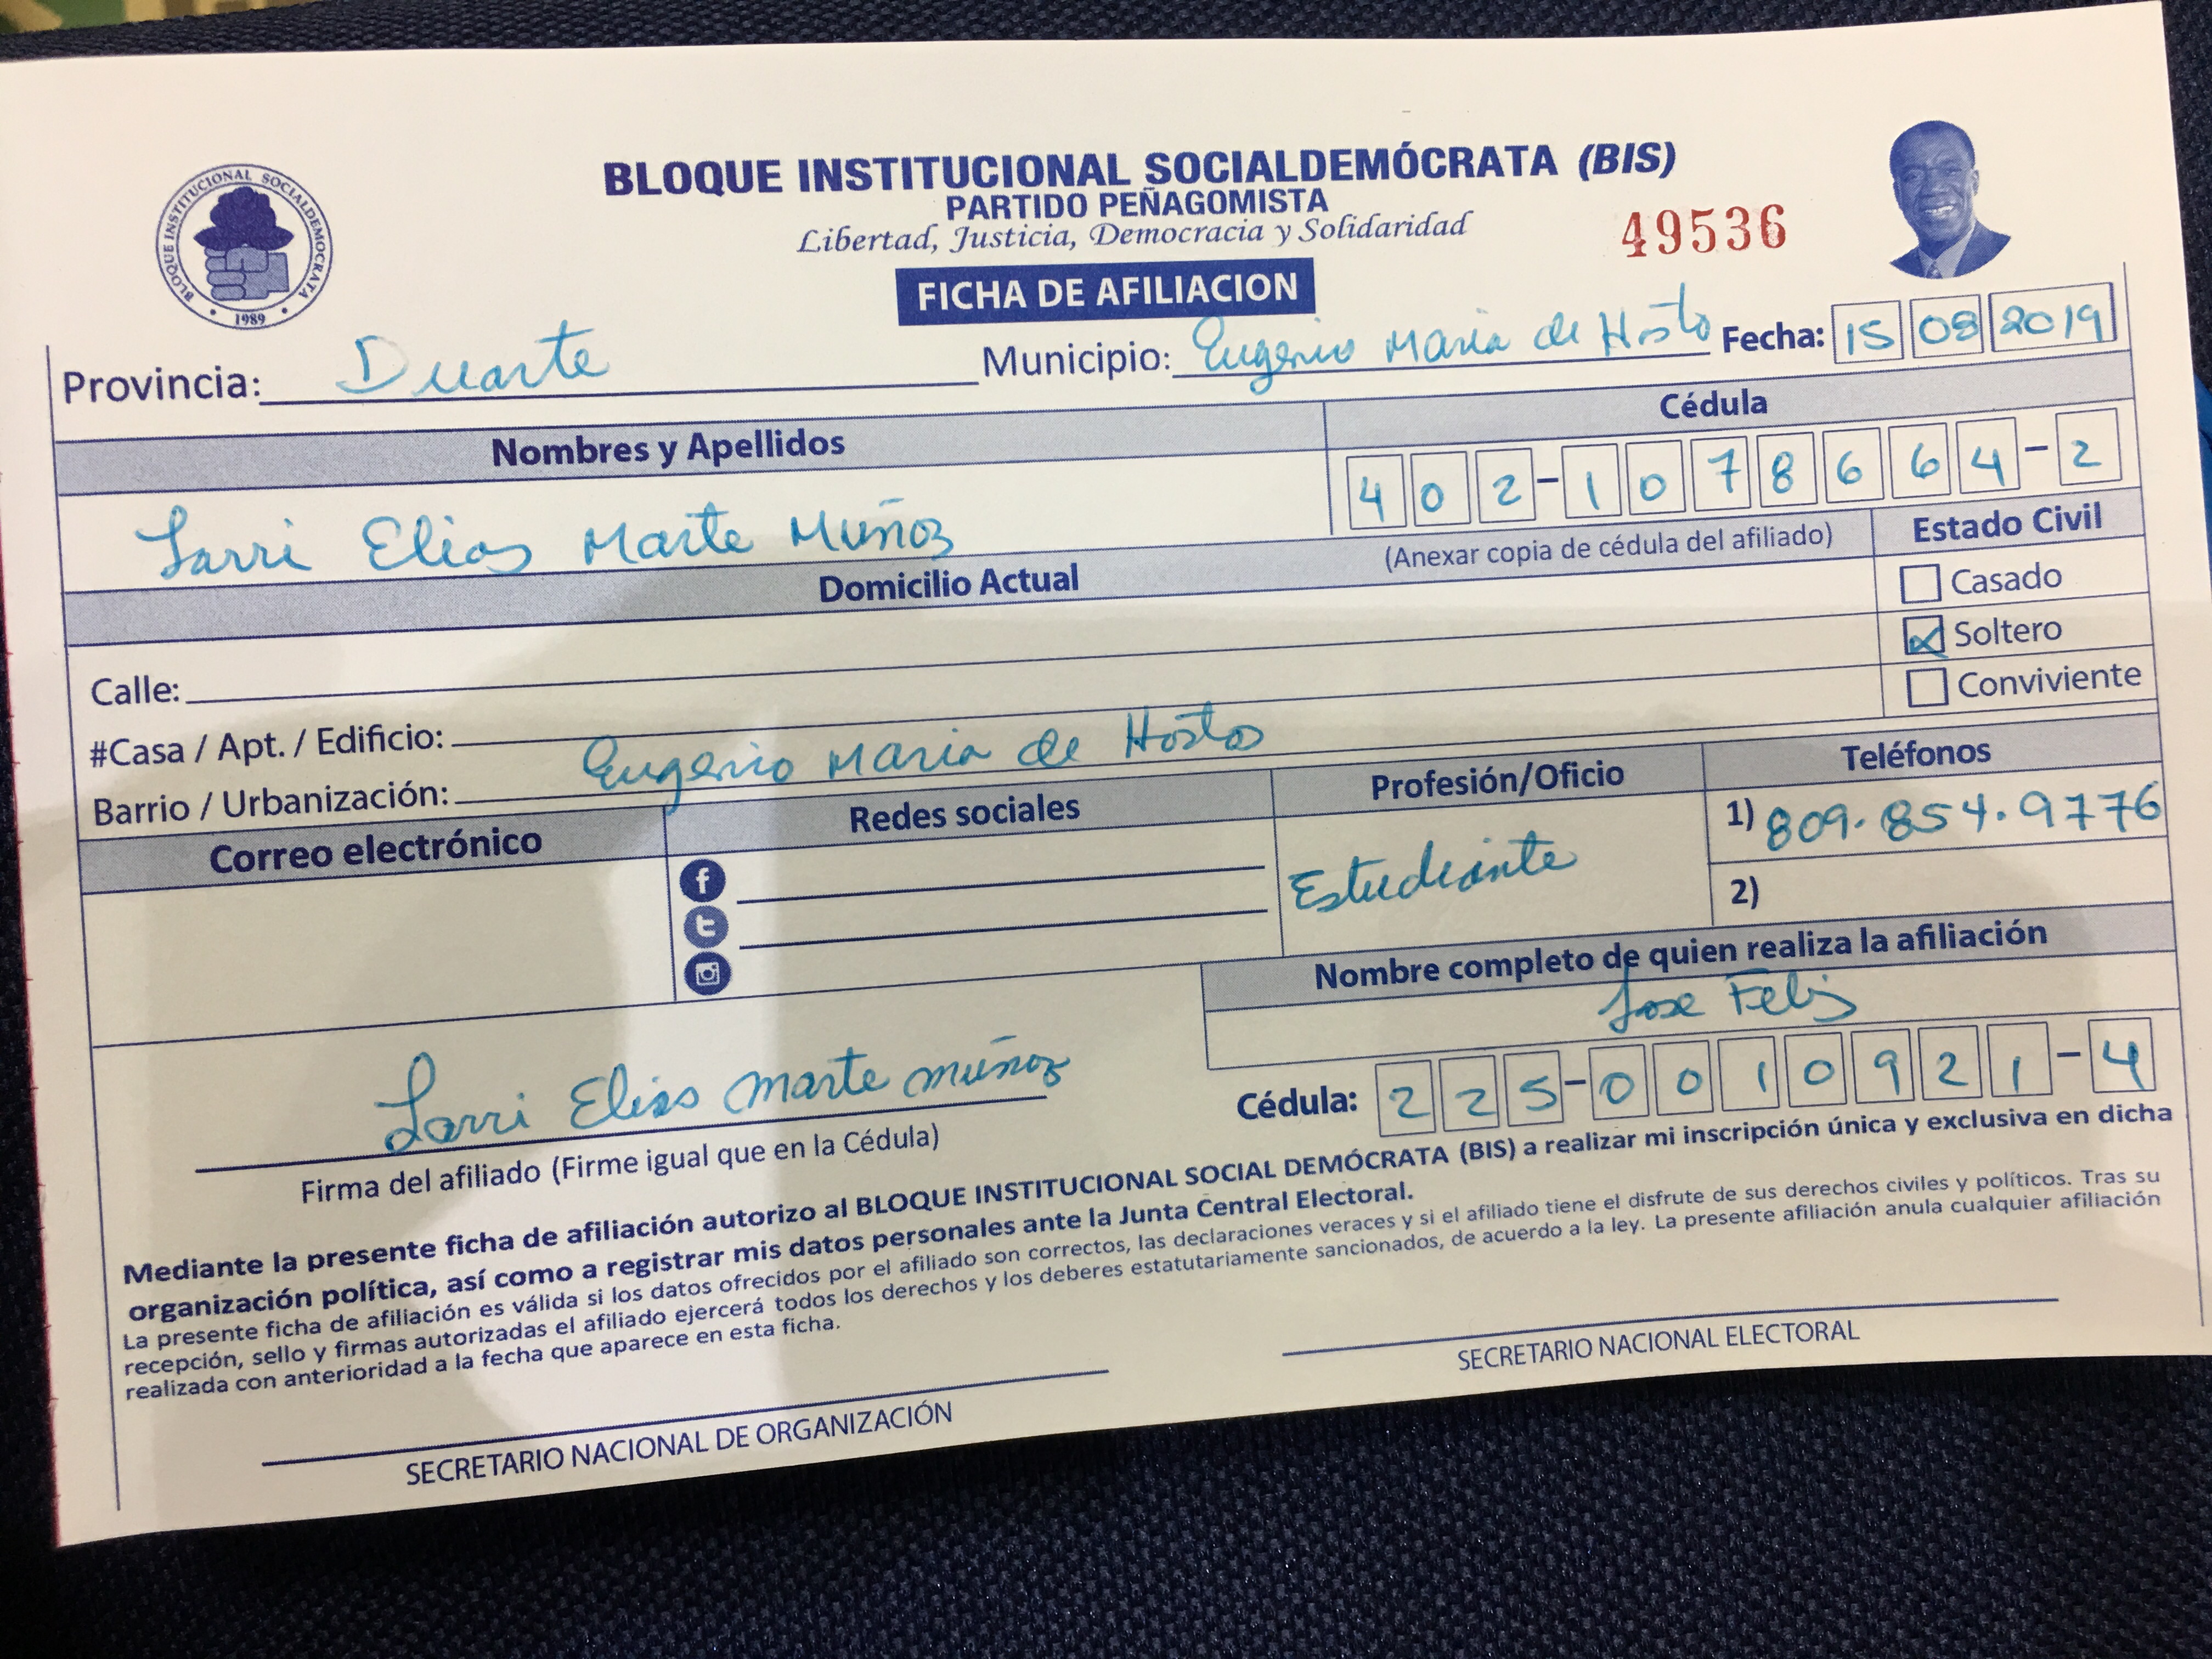 BLOQUE INSTITUCIONAL SOCIALDEMOCRATA
1989
BLOQUE INSTITUCIONAL SOCIALDEMÓCRATA (BIS)
PARTIDO PEÑAGOMISTA
Libertad, Justicia, Democracia y Solidaridad
49536
FICHA DE AFILIACION
Provincia: Duarte Municipio: Eugenio Maria de Hosto Fecha: 15 08 2019
Nombres y Apellidos Cédula
Larri Elias Marte Muñoz 402-1078664-2
(Anexar copia de cédula del afiliado) Estado Civil
Domicilio Actual
Casado
Soltero
Conviviente
Calle:
#Casa / Apt. / Edificio:
Barrio / Urbanización: Eugenio Maria de Hostos
Correo electrónico Redes sociales Profesión/Oficio Teléfonos
Estudiante
1) 809.854.9776
2)
Nombre completo de quien realiza la afiliación
Jose Feliz
Cédula: 225-0010921-4
Larri Elias Marte muñoz
Firma del afiliado (Firme igual que en la Cédula)
Mediante la presente ficha de afiliación autorizo al BLOQUE INSTITUCIONAL SOCIAL DEMÓCRATA (BIS) a realizar mi inscripción única y exclusiva en dicha
organización política, así como a registrar mis datos personales ante la Junta Central Electoral.
La presente ficha de afiliación es válida si los datos ofrecidos por el afiliado son correctos, las declaraciones veraces y si el afiliado tiene el disfrute de sus derechos civiles y políticos. Tras su
recepción, sello y firmas autorizadas el afiliado ejercerá todos los derechos y los deberes estatutariamente sancionados, de acuerdo a la ley. La presente afiliación anula cualquier afiliación
realizada con anterioridad a la fecha que aparece en esta ficha.
SECRETARIO NACIONAL DE ORGANIZACIÓN
SECRETARIO NACIONAL ELECTORAL